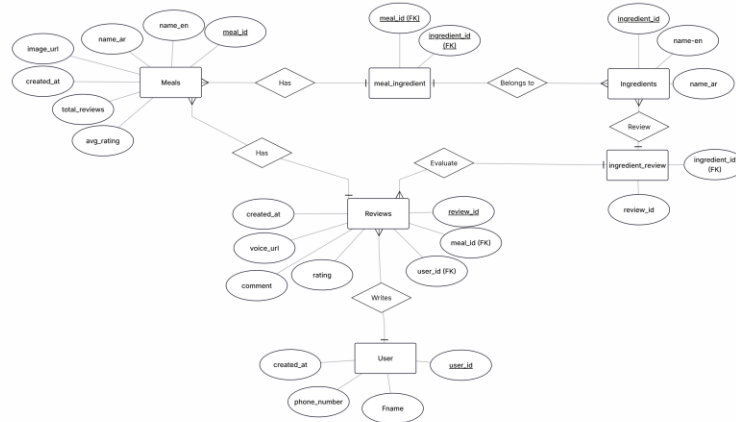 name_en
meal_id (FK)
ingredient_id
name_ar
meal_id
ingredient_id
(FK)
name-en
image_url
created_at
Meals
Has
meal_ingredient
Belongs to
Ingredients
name_ar
total_reviews
avg_rating
Review
Has
Evaluate
ingredient_review
ingredient_id
(FK)
created_at
Reviews
review_id
review_id
voice_url
meal_id (FK)
comment
rating
user_id (FK)
Writes
created_at
User
user_id
phone_number
Fname